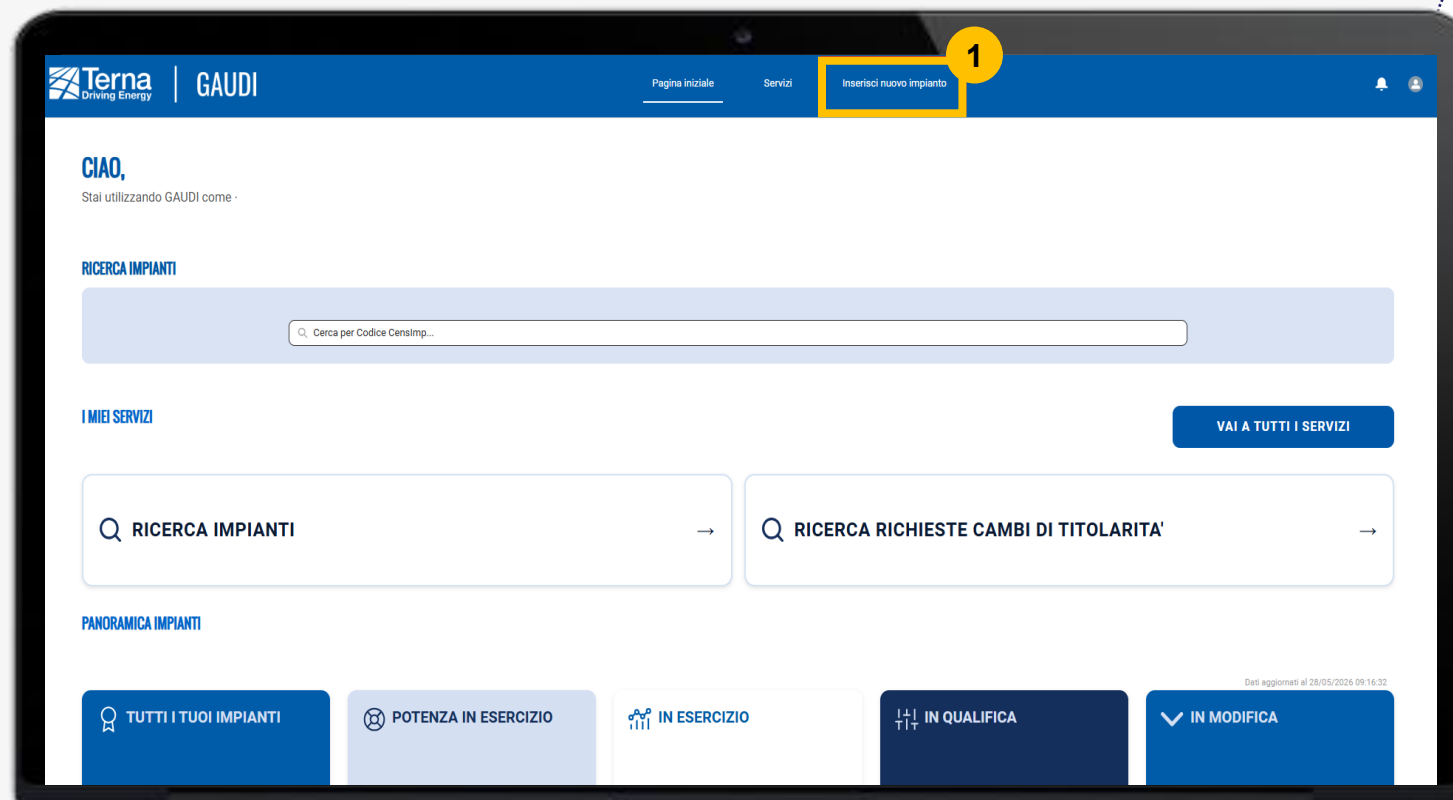 1
Terna
Driving Energy
GAUDI
Pagina iniziale
Servizi
Inserisci nuovo impianto
CIAO,
Stai utilizzando GAUDI come -
RICERCA IMPIANTI
Cerca per Codice CensImp...
I MIEI SERVIZI
VAI A TUTTI I SERVIZI
RICERCA IMPIANTI →
RICERCA RICHIESTE CAMBI DI TITOLARITA' →
PANORAMICA IMPIANTI
Dati aggiornati al 28/05/2026 09:16:32
TUTTI I TUOI IMPIANTI
POTENZA IN ESERCIZIO
IN ESERCIZIO
IN QUALIFICA
IN MODIFICA